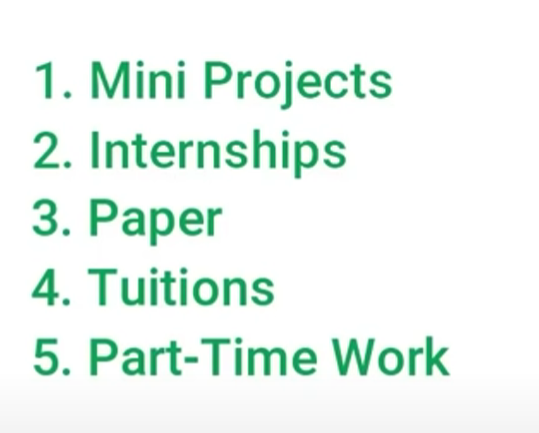 1. Mini Projects
2. Internships
3. Paper
4. Tuitions
5. Part-Time Work